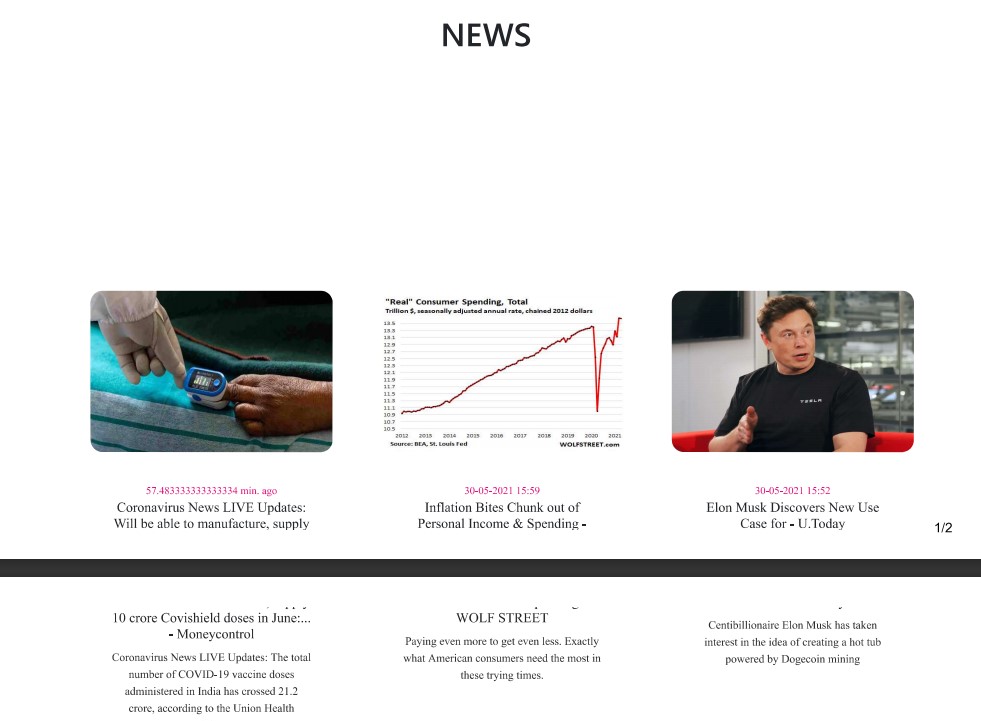 NEWS
"Real" Consumer Spending, Total
Trillion $, seasonally adjusted annual rate, chained 2012 dollars
13.5
13.3
13.1
12.9
12.7
12.5
12.3
12.1
11.9
11.7
11.5
11.3
11.1
10.9
10.7
10.5
2012 2013 2014 2015 2016 2017 2018 2019 2020 2021
Source: BEA, St. Louis Fed WOLFSTREET.com
TESLA
57.483333333333334 min. ago
Coronavirus News LIVE Updates:
Will be able to manufacture, supply
30-05-2021 15:59
Inflation Bites Chunk out of
Personal Income & Spending -
30-05-2021 15:52
Elon Musk Discovers New Use
Case for - U.Today
1/2
10 crore Covishield doses in June:...
- Moneycontrol
Coronavirus News LIVE Updates: The total
number of COVID-19 vaccine doses
administered in India has crossed 21.2
crore, according to the Union Health
WOLF STREET
Paying even more to get even less. Exactly
what American consumers need the most in
these trying times.
Centibillionaire Elon Musk has taken
interest in the idea of creating a hot tub
powered by Dogecoin mining